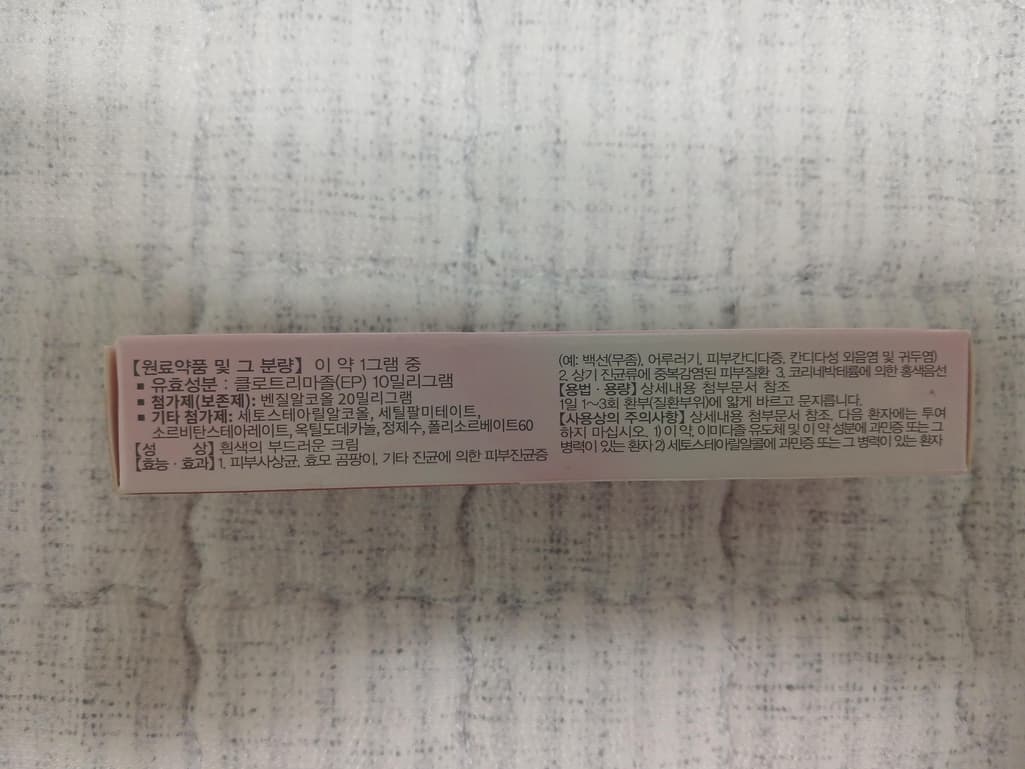 【원료약품 및 그 분량】 이 약 1그램 중
▪ 유효성분 : 클로트리마졸(EP) 10밀리그램
▪ 첨가제(보존제): 벤질알코올 20밀리그램
▪ 기타 첨가제: 세토스테아릴알코올, 세틸팔미테이트,
소르비탄스테아레이트, 옥틸도데카놀, 정제수, 폴리소르베이트60
【성 상】 흰색의 부드러운 크림
【효능·효과】 1. 피부사상균, 효모 곰팡이, 기타 진균에 의한 피부진균증
(예: 백선(무좀), 어루러기, 피부칸디다증, 칸디다성 외음염 및 귀두염)
2. 상기 진균류에 중복감염된 피부질환 3. 코리네박테륨에 의한 홍색음선
【용법·용량】 상세내용 첨부문서 참조
1일 1~3회 환부(질환부위)에 얇게 바르고 문지릅니다.
【사용상의 주의사항】 상세내용 첨부문서 참조. 다음 환자에는 투여
하지 마십시오. 1) 이 약, 이미다졸 유도체 및 이 약 성분에 과민증 또는 그
병력이 있는 환자 2) 세토스테아릴알콜에 과민증 또는 그 병력이 있는 환자